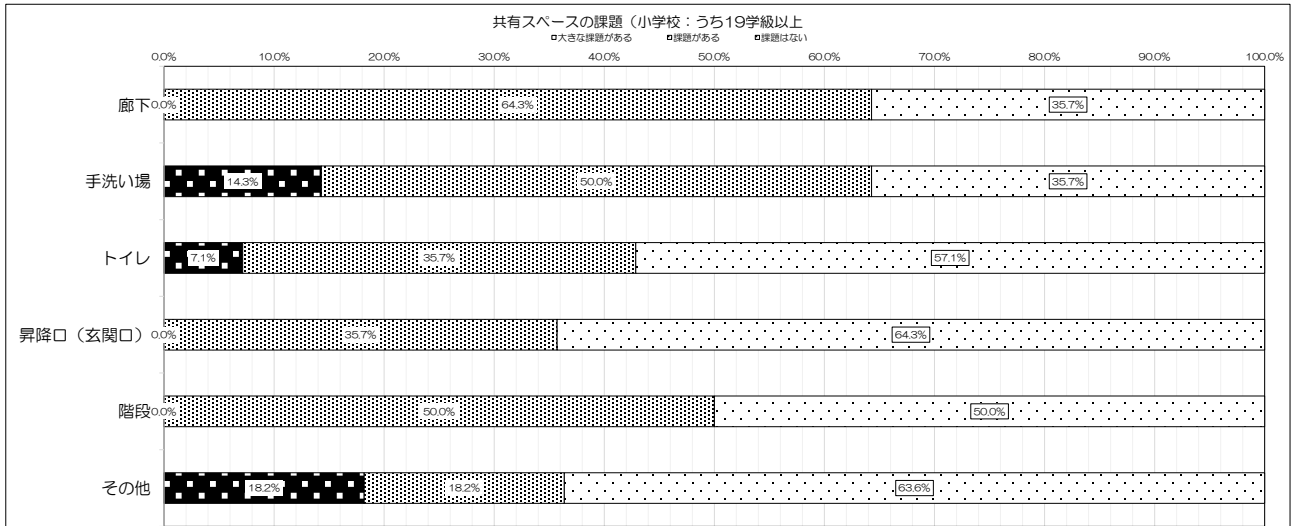 共有スペースの課題（小学校：うち19学級以上
大きな課題がある 課題がある 課題はない
0.0% 10.0% 20.0% 30.0% 40.0% 50.0% 60.0% 70.0% 80.0% 90.0% 100.0%
廊下 0.0% 64.3% 35.7%
手洗い場 14.3% 50.0% 35.7%
トイレ 7.1% 35.7% 57.1%
昇降口（玄関口） 0.0% 35.7% 64.3%
階段 0.0% 50.0% 50.0%
その他 18.2% 18.2% 63.6%